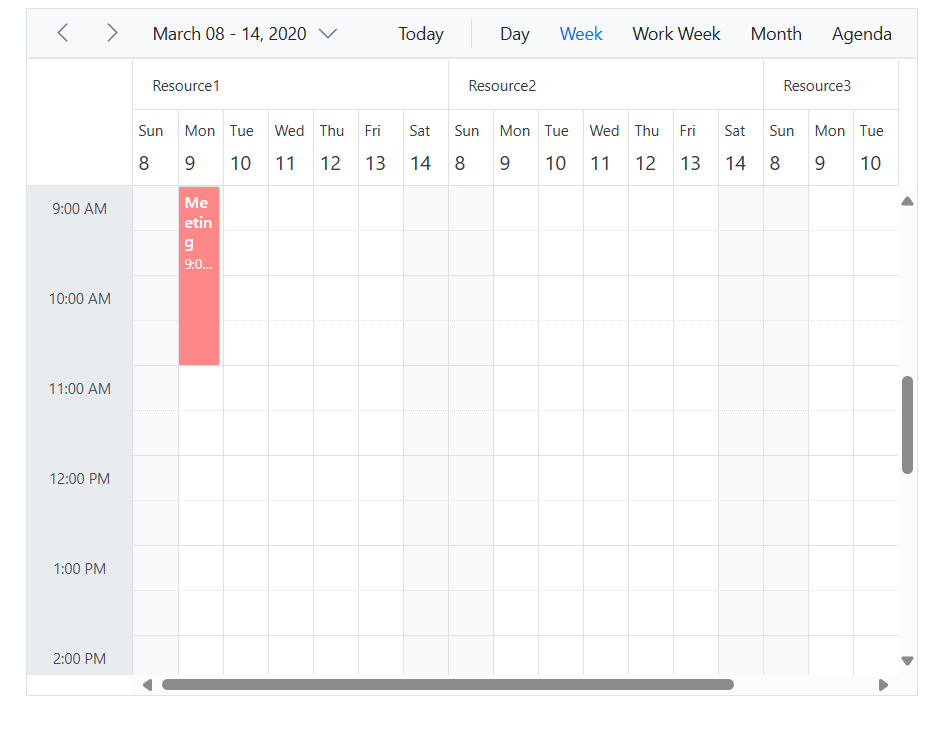 March 08 - 14, 2020 Today Day Week Work Week Month Agenda
Resource1 Resource2 Resource3
Sun Mon Tue Wed Thu Fri Sat Sun Mon Tue Wed Thu Fri Sat Sun Mon Tue
8 9 10 11 12 13 14 8 9 10 11 12 13 14 8 9 10
9:00 AM
Me
etin
g
9:0...
10:00 AM
11:00 AM
12:00 PM
1:00 PM
2:00 PM